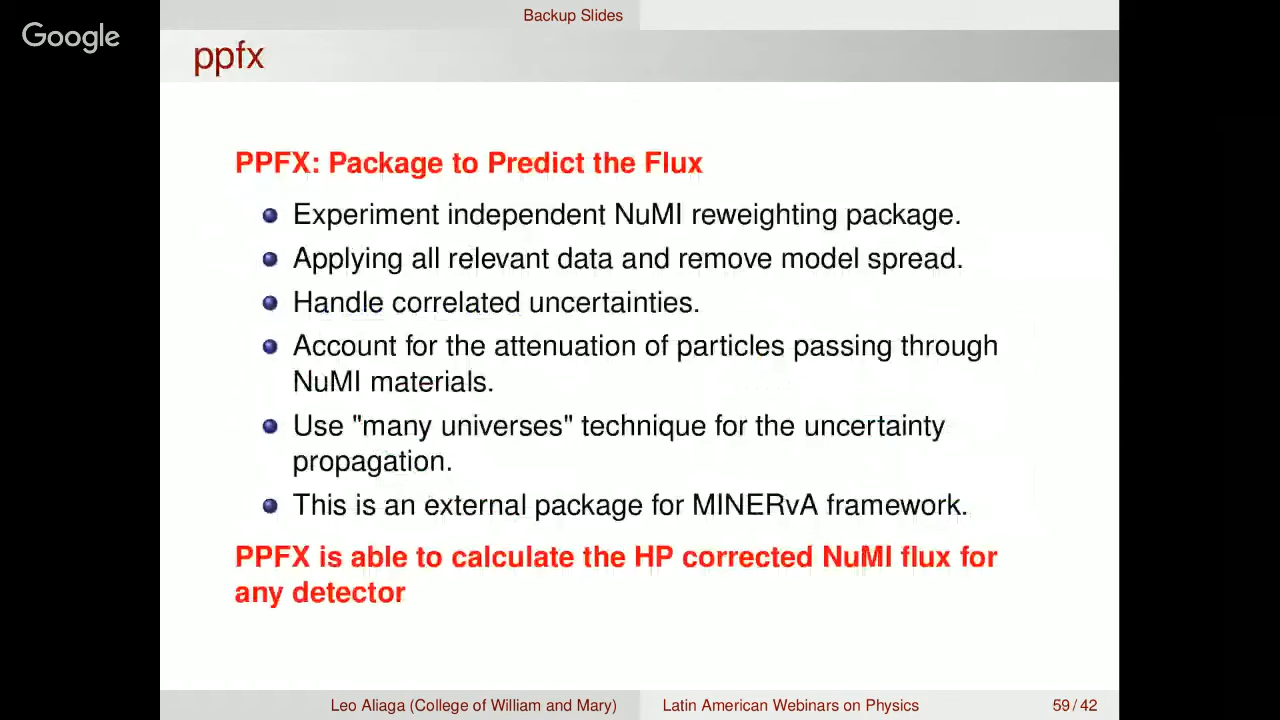 Google
Backup Slides
ppfx
PPFX: Package to Predict the Flux
Experiment independent NuMI reweighting package.
Applying all relevant data and remove model spread.
Handle correlated uncertainties.
Account for the attenuation of particles passing through
NuMI materials.
Use "many universes" technique for the uncertainty
propagation.
This is an external package for MINERvA framework.
PPFX is able to calculate the HP corrected NuMI flux for
any detector
Leo Aliaga (College of William and Mary) Latin American Webinars on Physics 59 / 42